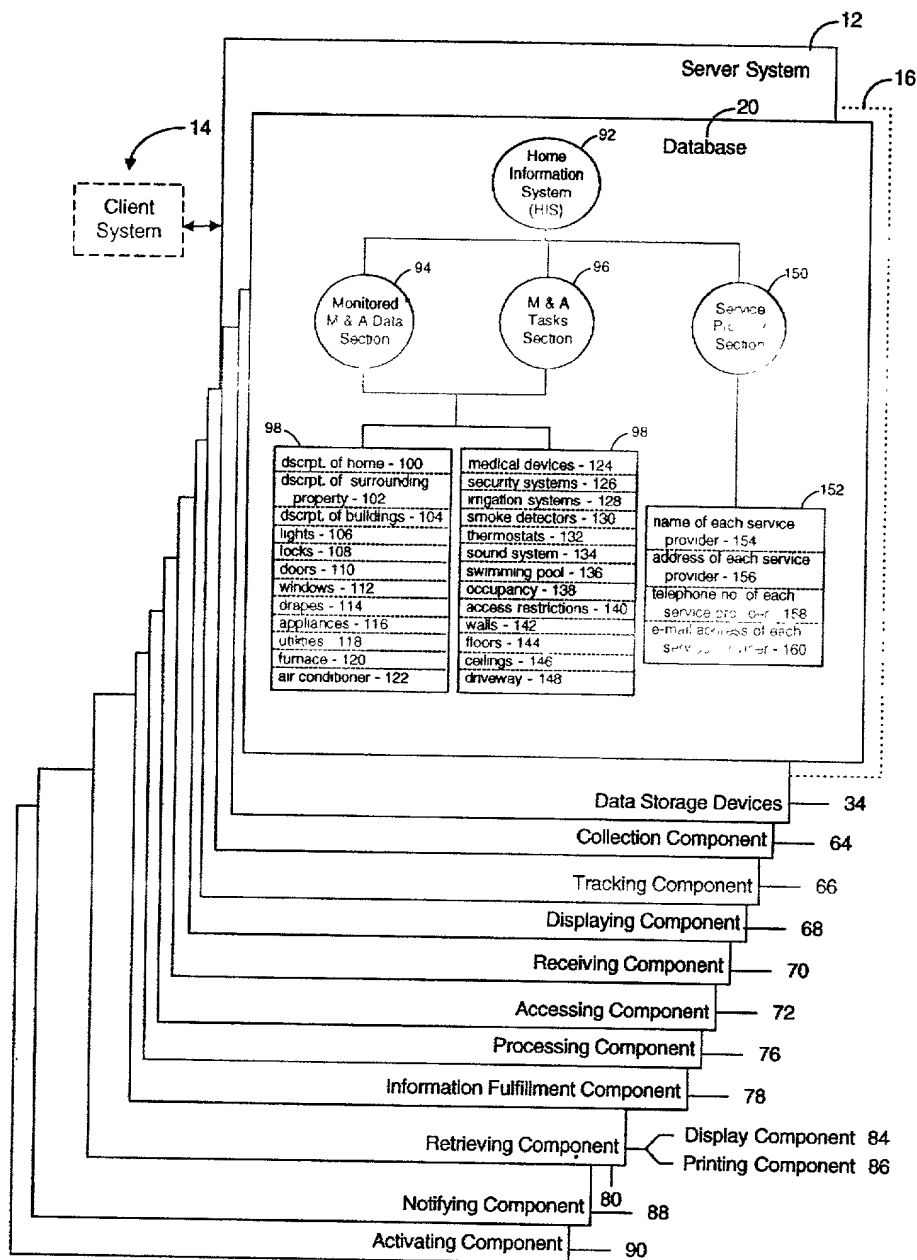 12
Server System
16
20
Database
14
Client
System
92
Home
Information
System
(HIS)
94
Monitored
M & A Data
Section
96
M & A
Tasks
Section
150
Service
Section
98
dscrpt. of home - 100
dscrpt. of surrounding
property - 102
dscrpt. of buildings - 104
lights - 106
locks - 108
doors - 110
windows - 112
drapes - 114
appliances - 116
utilities - 118
furnace - 120
air conditioner - 122
98
medical devices - 124
security systems - 126
irrigation systems - 128
smoke detectors - 130
thermostats - 132
sound system - 134
swimming pool - 136
occupancy - 138
access restrictions - 140
walls - 142
floors - 144
ceilings - 146
driveway - 148
152
name of each service
provider - 154
address of each service
provider - 156
telephone no. of each
service - 158
e-mail address of each
- 160
Data Storage Devices 34
Collection Component 64
Tracking Component 66
Displaying Component 68
Receiving Component 70
Accessing Component 72
Processing Component 76
Information Fulfillment Component 78
Retrieving Component
Display Component 84
Printing Component 86
80
Notifying Component 88
Activating Component 90